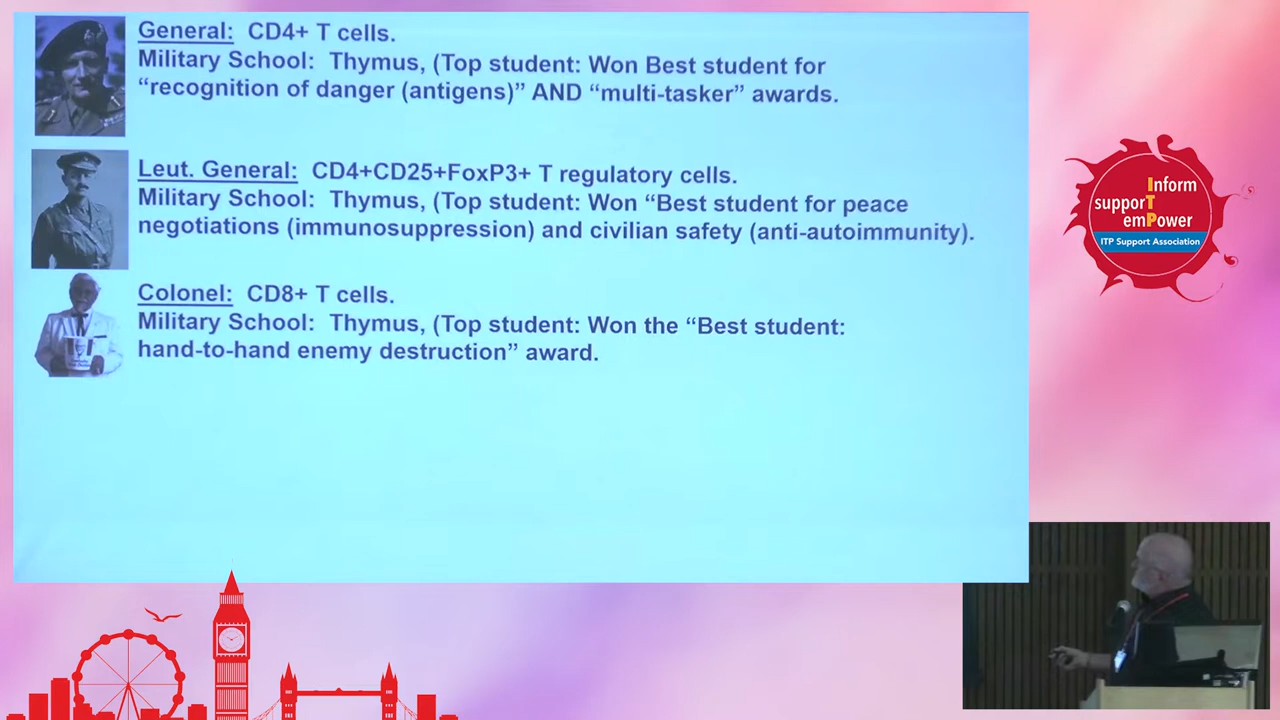 General: CD4+ T cells.
Military School: Thymus, (Top student: Won Best student for
“recognition of danger (antigens)” AND “multi-tasker” awards.
Leut. General: CD4+CD25+FoxP3+ T regulatory cells.
Military School: Thymus, (Top student: Won “Best student for peace
negotiations (immunosuppression) and civilian safety (anti-autoimmunity).
Colonel: CD8+ T cells.
Military School: Thymus, (Top student: Won the “Best student:
hand-to-hand enemy destruction” award.
Inform
supporT
emPower
ITP Support Association